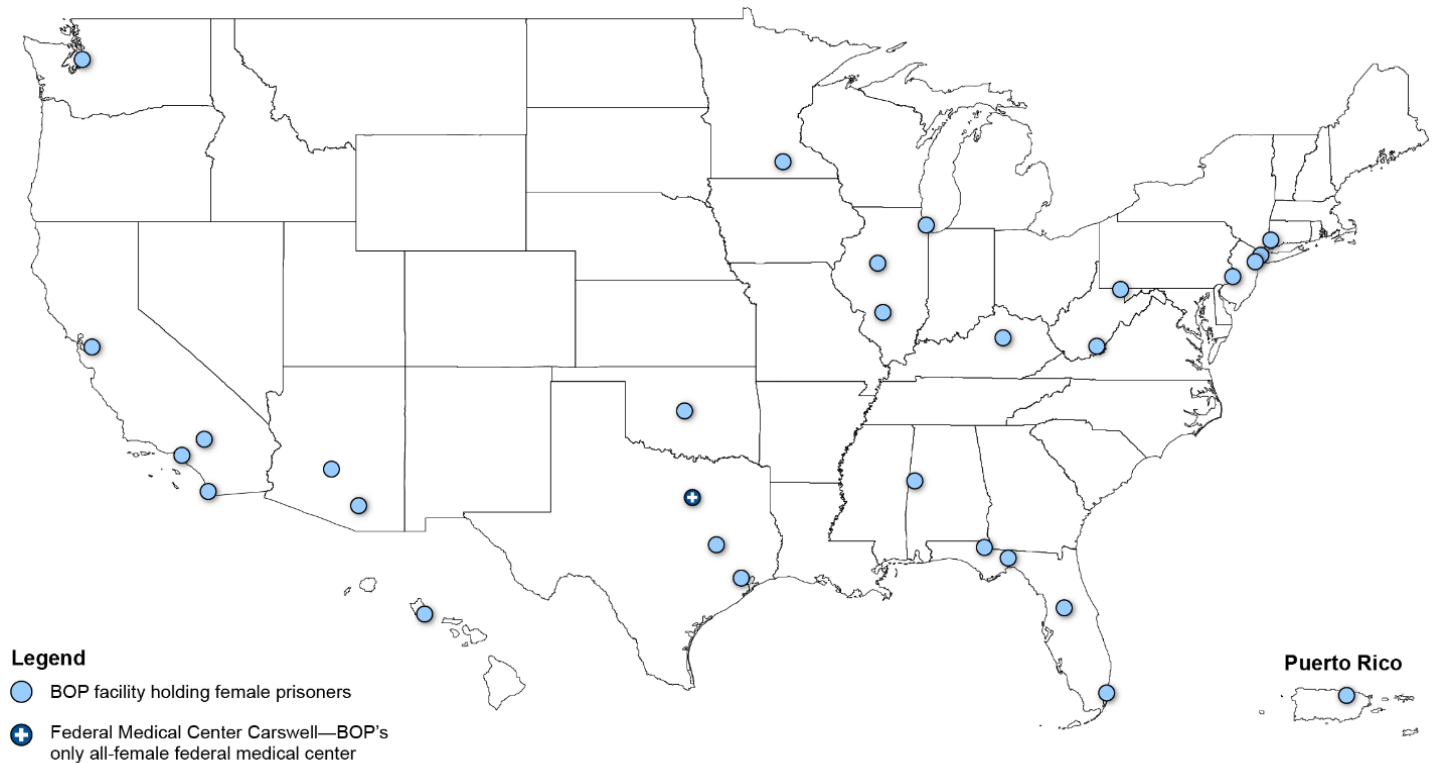 Legend
BOP facility holding female prisoners
Federal Medical Center Carswell—BOP's
only all-female federal medical center
Puerto Rico